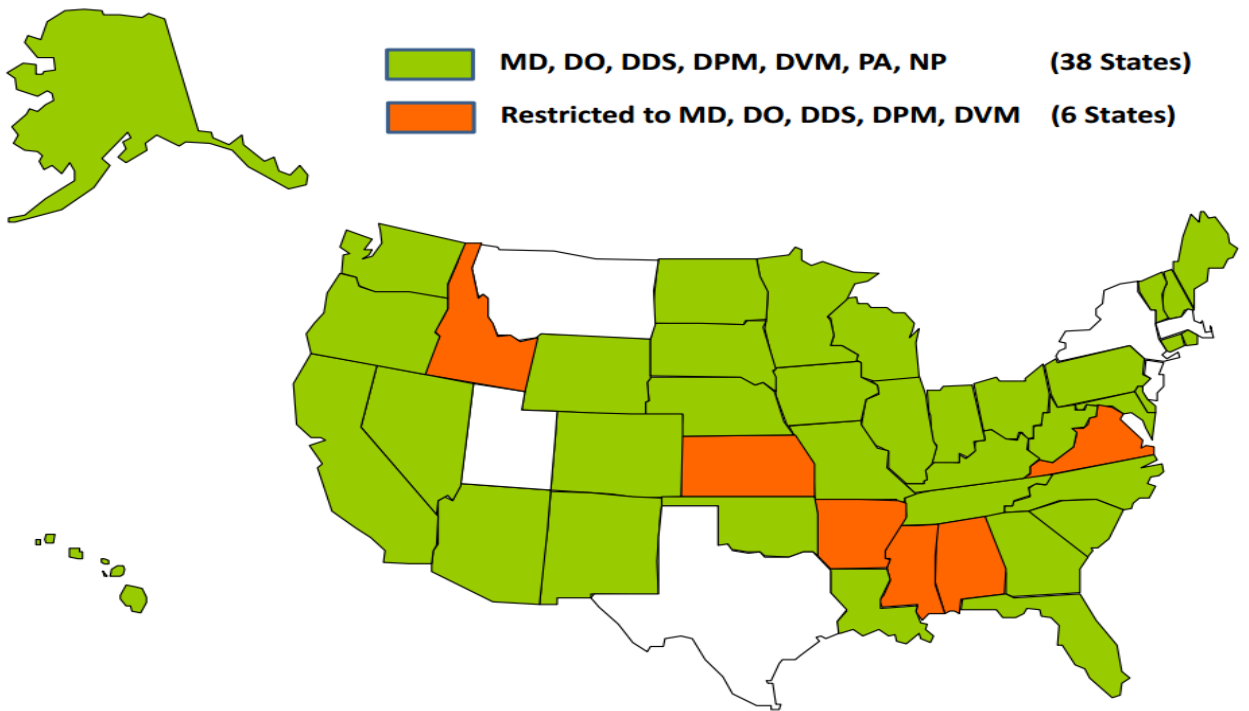 MD, DO, DDS, DPM, DVM, PA, NP (38 States)
Restricted to MD, DO, DDS, DPM, DVM (6 States)